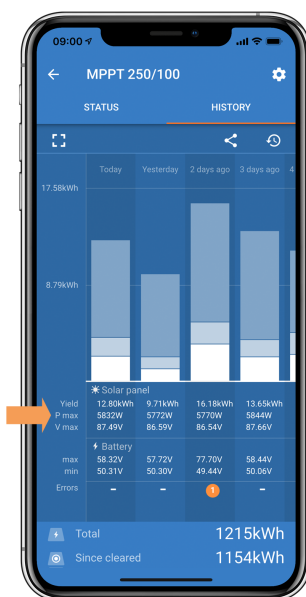 09:00
MPPT 250/100
STATUS HISTORY
Today Yesterday 2 days ago 3 days ago 4
17.58kWh
8.79kWh
Solar panel
Yield 12.80kWh 9.71kWh 16.18kWh 13.65kWh
P max 5832W 5772W 5770W 5844W
V max 87.49V 86.59V 86.54V 87.66V
Battery
max 58.32V 57.72V 77.70V 58.44V
min 50.31V 50.30V 49.44V 50.06V
Errors – – 1 –
Total 1215kWh
Since cleared 1154kWh